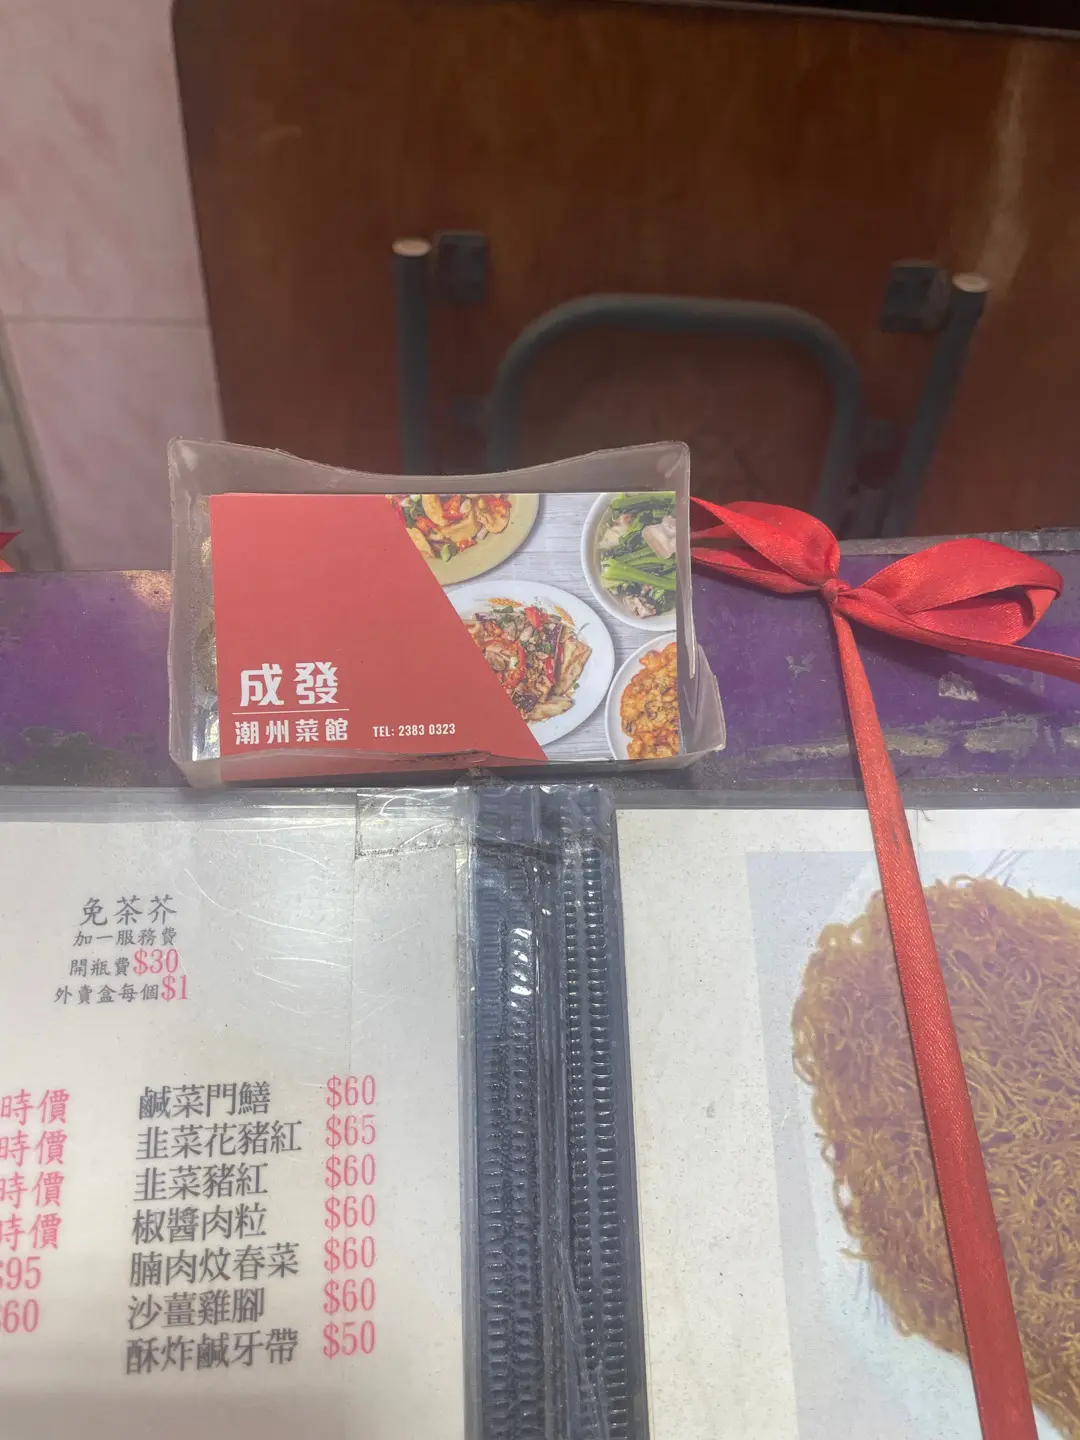 成發
潮州菜館 TEL: 2383 0323
免茶芥
加一服務費
開瓶費$30
外賣盒每個$1
時價 鹹菜門鱔 $60
時價 韭菜花豬紅 $65
時價 韭菜豬紅 $60
時價 椒醬肉粒 $60
$95 腩肉炆春菜 $60
$60 沙薑雞腳 $60
酥炸鹹牙帶 $50